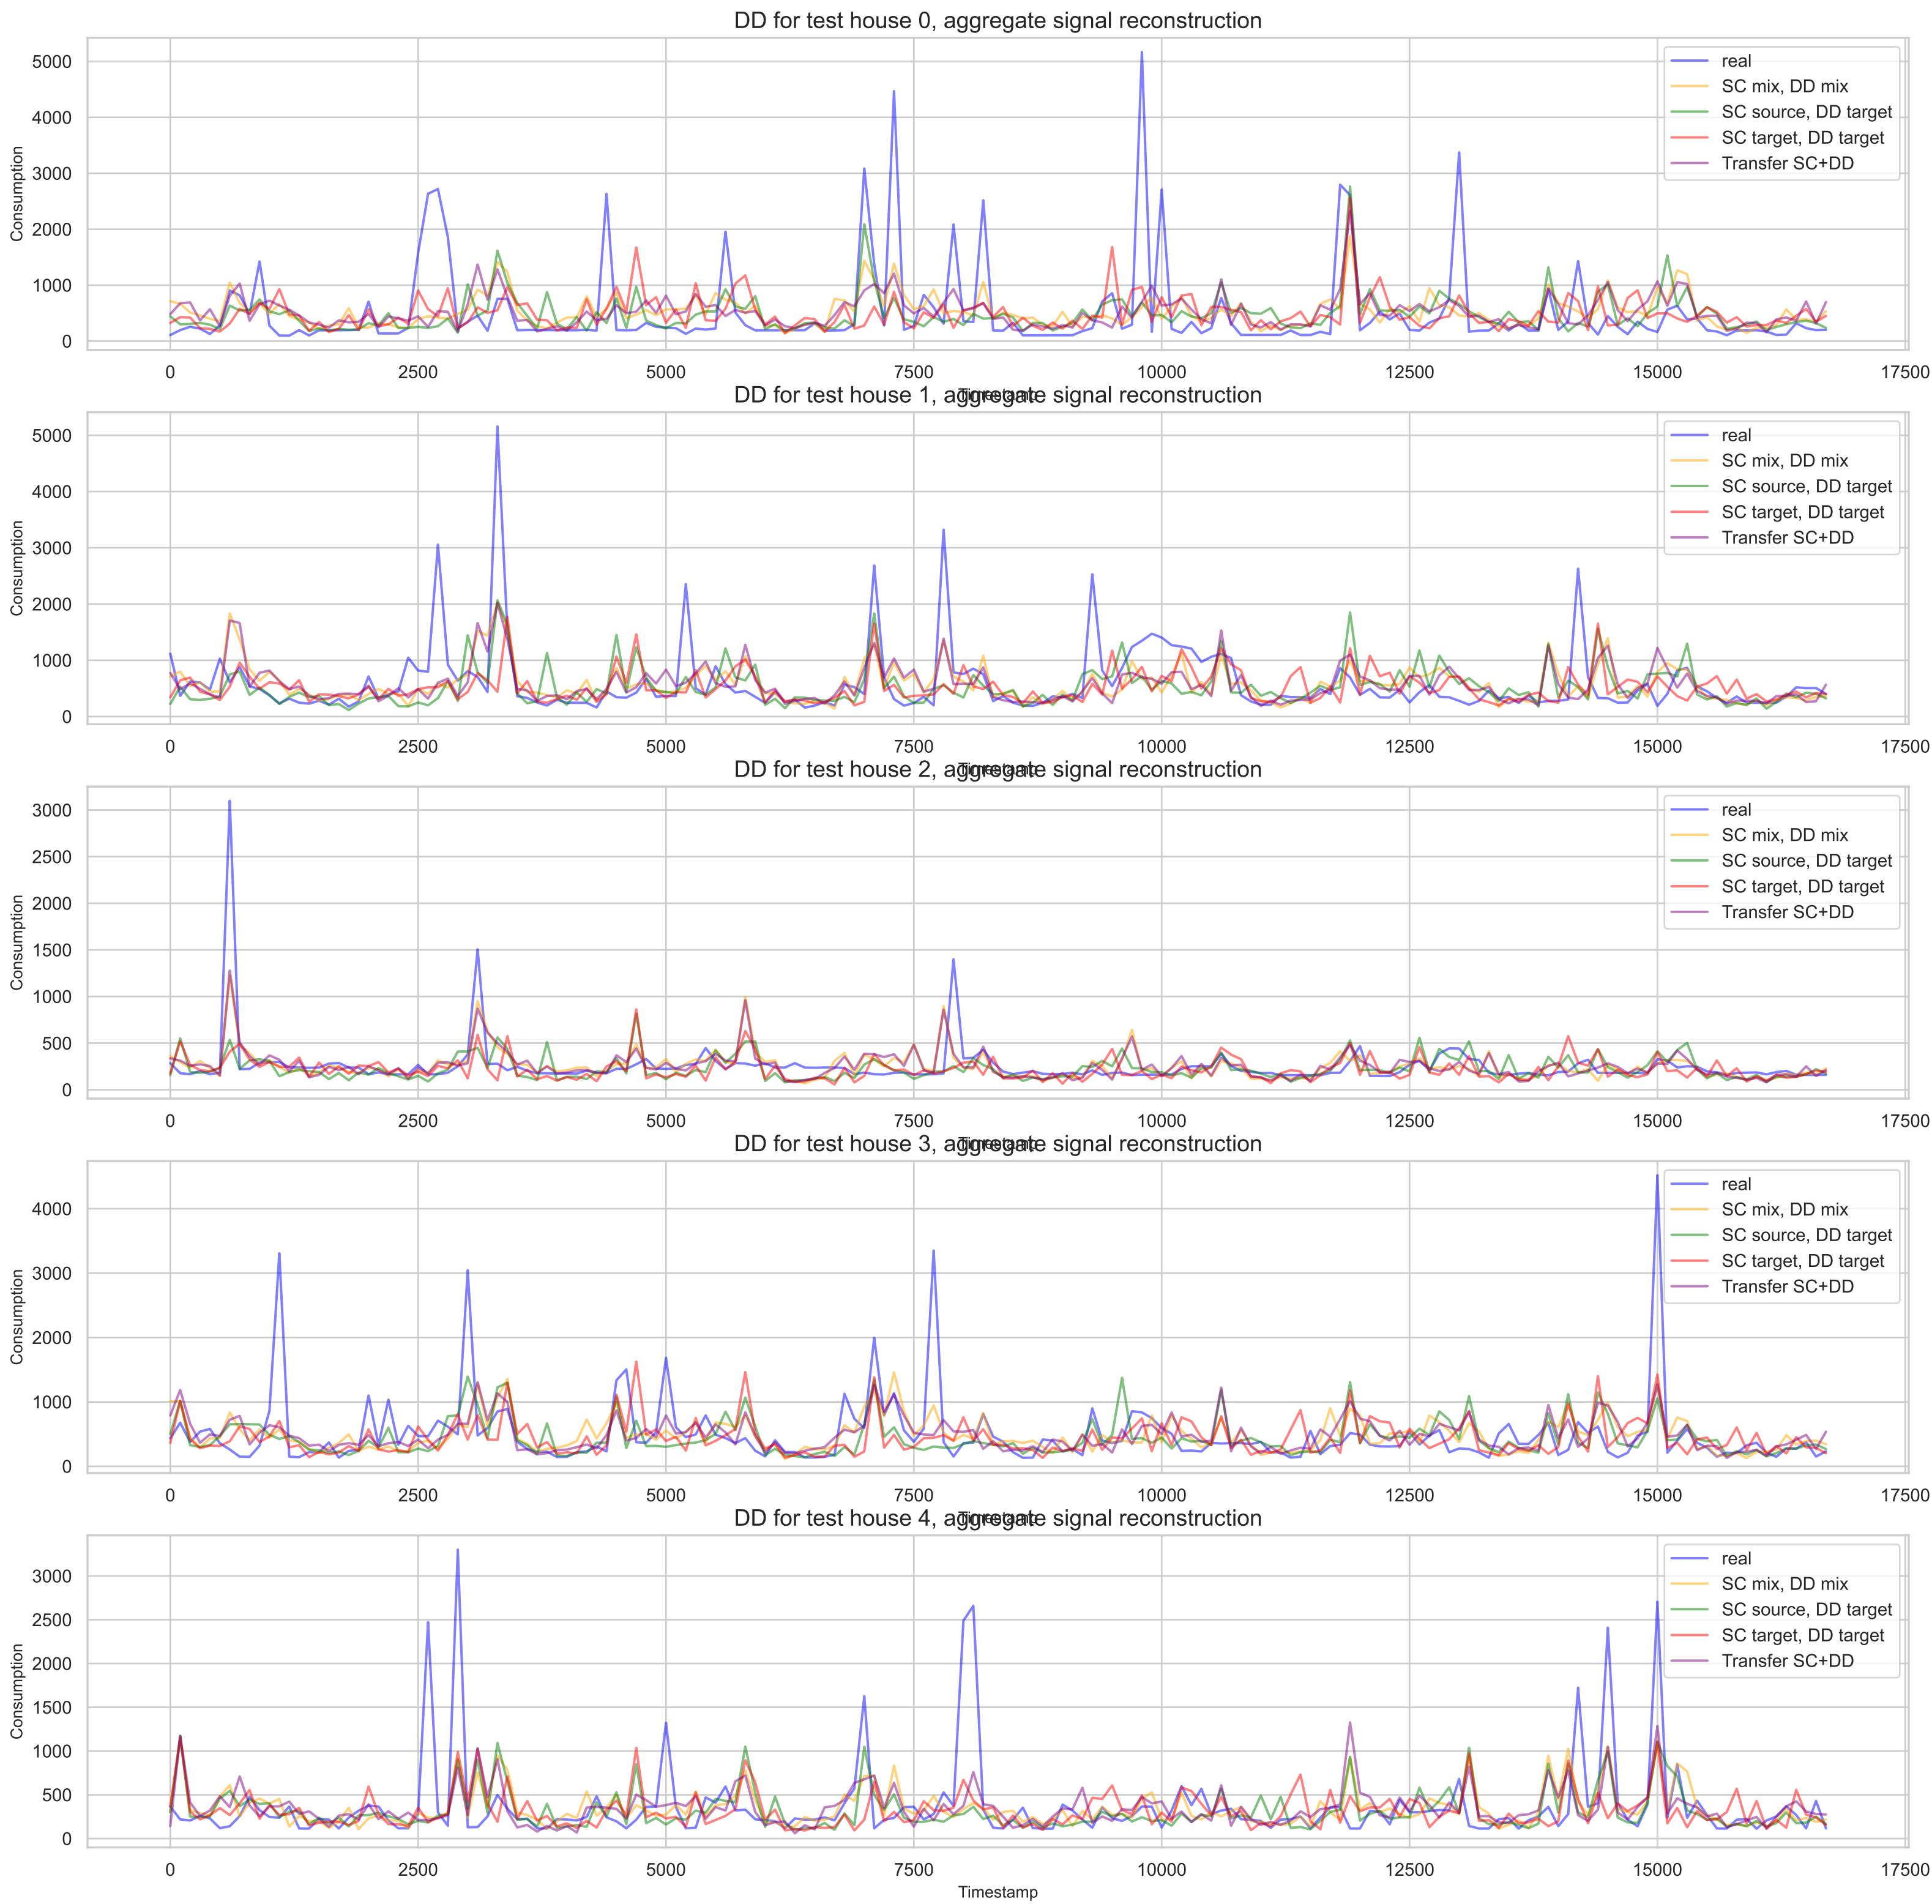 DD for test house 0, aggregate signal reconstruction
5000
4000
3000
2000
1000
0
Consumption
real
SC mix, DD mix
SC source, DD target
SC target, DD target
Transfer SC+DD
0 2500 5000 7500 10000 12500 15000 17500
Timestamp
DD for test house 1, aggregate signal reconstruction
5000
4000
3000
2000
1000
0
Consumption
real
SC mix, DD mix
SC source, DD target
SC target, DD target
Transfer SC+DD
0 2500 5000 7500 10000 12500 15000 17500
Timestamp
DD for test house 2, aggregate signal reconstruction
3000
2500
2000
1500
1000
500
0
Consumption
real
SC mix, DD mix
SC source, DD target
SC target, DD target
Transfer SC+DD
0 2500 5000 7500 10000 12500 15000 17500
Timestamp
DD for test house 3, aggregate signal reconstruction
4000
3000
2000
1000
0
Consumption
real
SC mix, DD mix
SC source, DD target
SC target, DD target
Transfer SC+DD
0 2500 5000 7500 10000 12500 15000 17500
Timestamp
DD for test house 4, aggregate signal reconstruction
3000
2500
2000
1500
1000
500
0
Consumption
real
SC mix, DD mix
SC source, DD target
SC target, DD target
Transfer SC+DD
0 2500 5000 7500 10000 12500 15000 17500
Timestamp